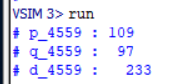 VSIM 3> run
# p_4559 : 109
# q_4559 :  97
# d_4559 :   233